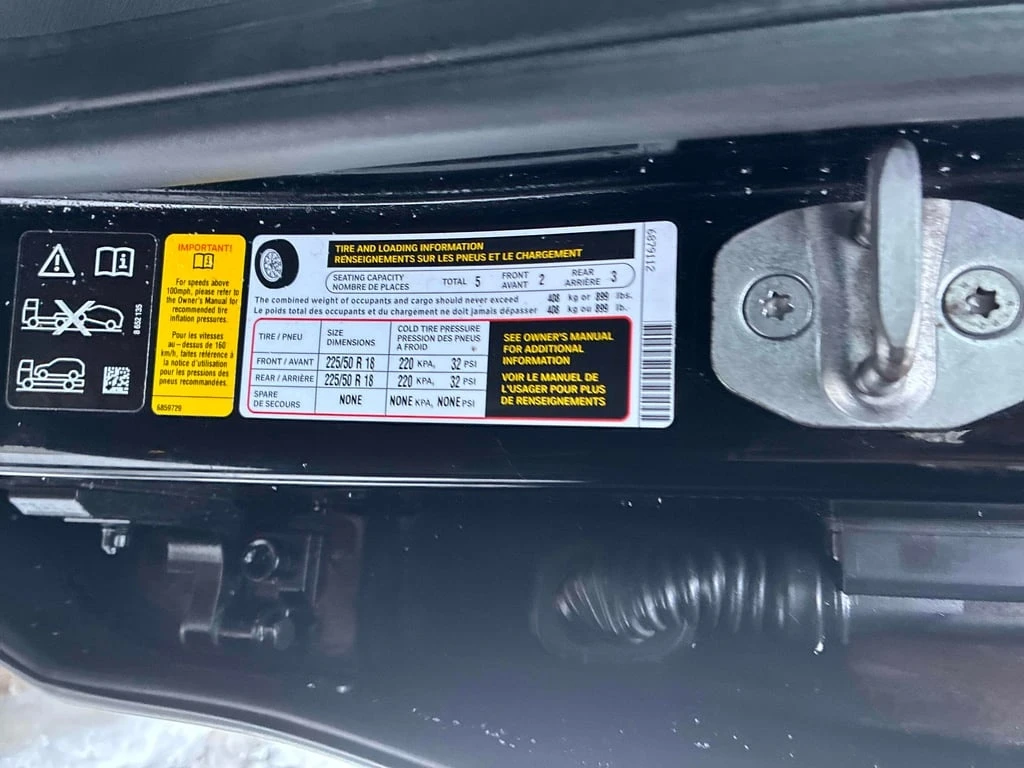 8 652 135
IMPORTANT!
For speeds above
100mph, please refer to
the Owner's Manual for
recommended tire
inflation pressures.
Pour les vitesses
au - dessus de 160
km/h, faites référence à
la notice d'utilisation
pour les pressions des
pneus recommandées.
6859729
TIRE AND LOADING INFORMATION
RENSEIGNEMENTS SUR LES PNEUS ET LE CHARGEMENT
SEATING CAPACITY
NOMBRE DE PLACES
TOTAL 5
FRONT
AVANT 2
REAR
ARRIÈRE 3
The combined weight of occupants and cargo should never exceed 408 kg or 899 lbs.
Le poids total des occupants et du chargement ne doit jamais dépasser 408 kg ou 899 lb.
TIRE / PNEU
SIZE
DIMENSIONS
COLD TIRE PRESSURE
PRESSION DES PNEUS
A FROID
FRONT / AVANT 225/50 R 18 220 KPA, 32 PSI
REAR / ARRIÈRE 225/50 R 18 220 KPA, 32 PSI
SPARE
DE SECOURS
NONE NONE KPA, NONE PSI
SEE OWNER'S MANUAL
FOR ADDITIONAL
INFORMATION
VOIR LE MANUEL DE
L'USAGER POUR PLUS
DE RENSEIGNEMENTS
6879112